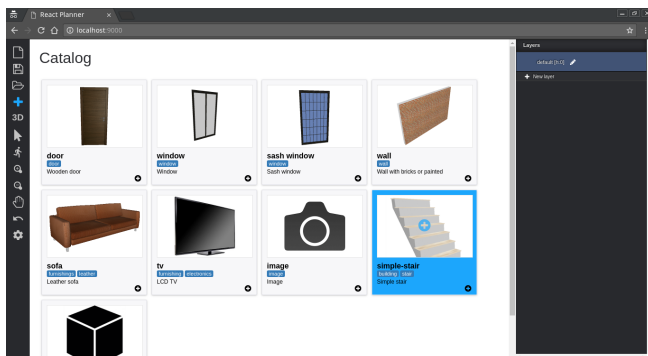 React Planner
localhost:5000
Catalog
Layers
default [h:0]
New layer
3D
door
door
Wooden door
window
window
Window
sash window
window
Sash window
wall
wall
Wall with bricks or painted
sofa
furnishings leather
Leather sofa
tv
furnishing electronics
LCD TV
image
image
Image
simple-stair
building stair
Simple stair